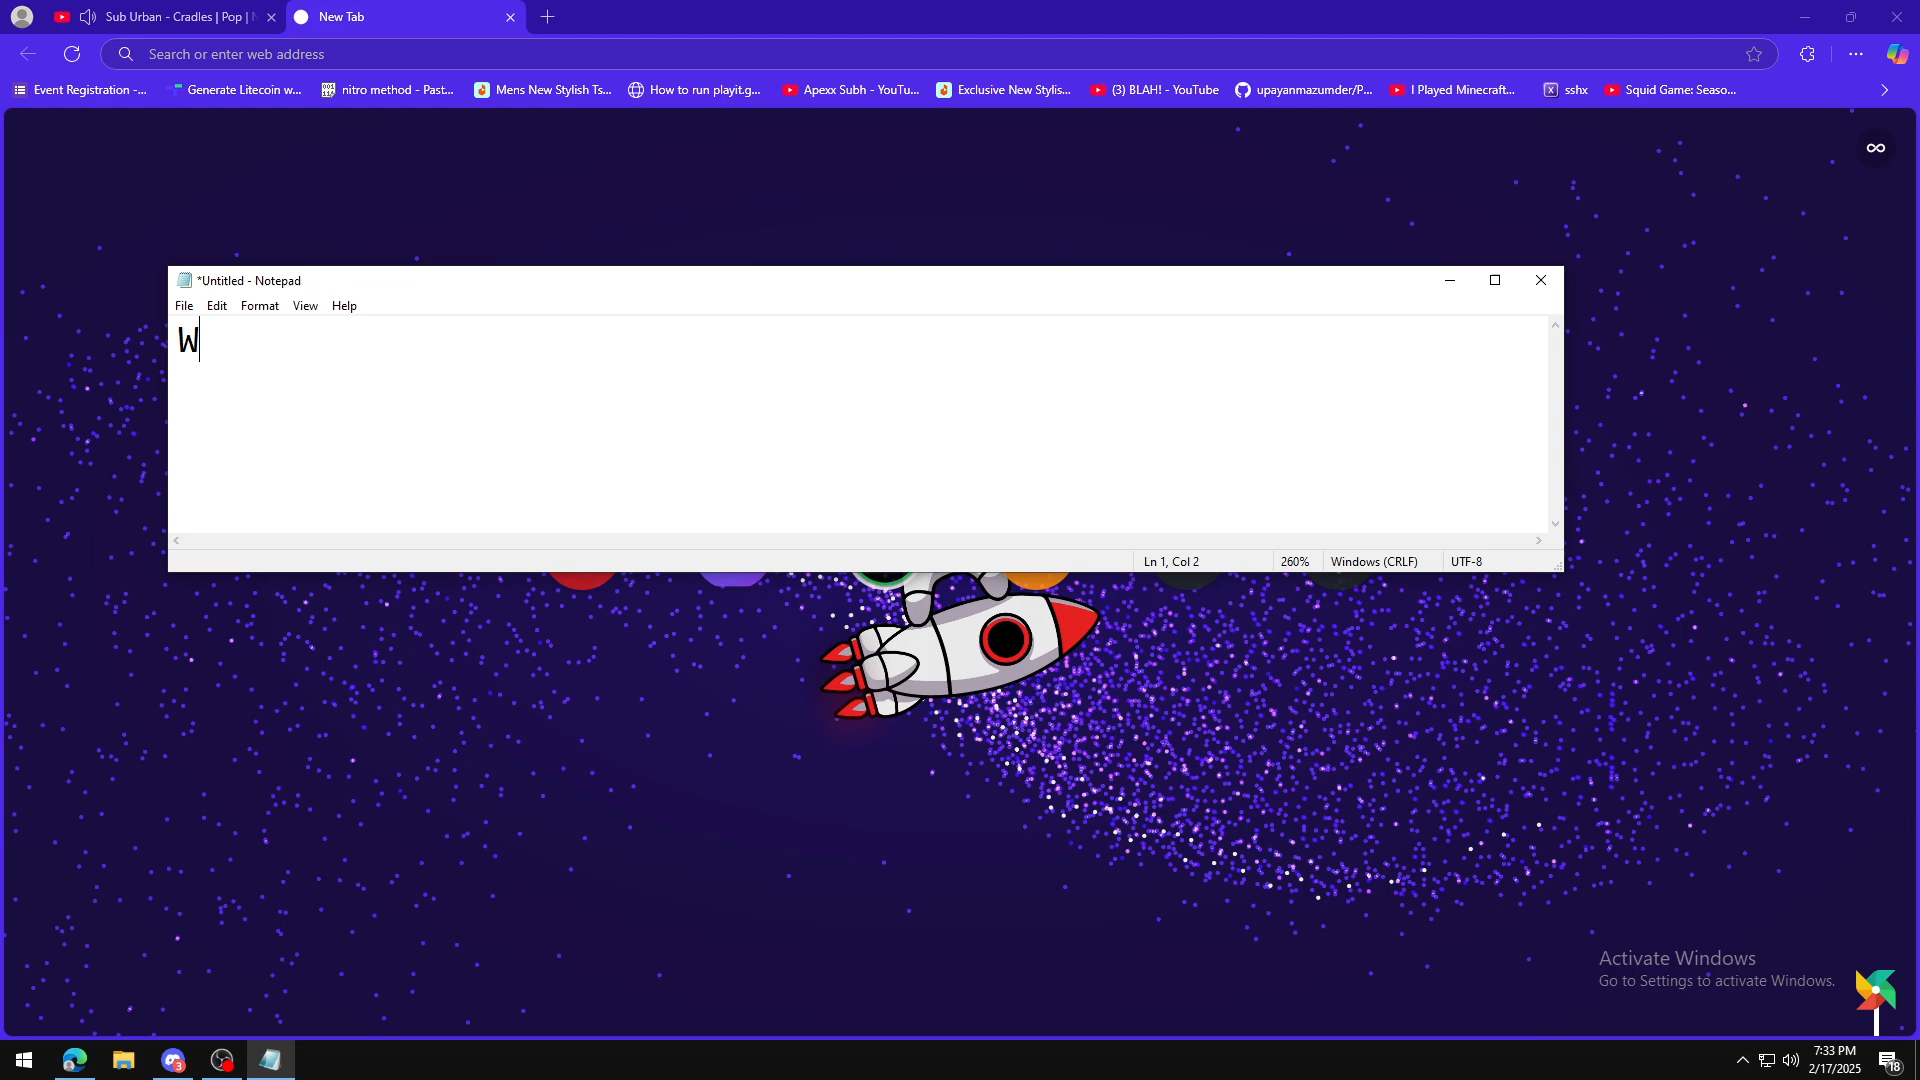 Sub Urban - Cradles | Pop |
New Tab
Search or enter web address
Event Registration -...
Generate Litecoin w...
nitro method - Past...
Mens New Stylish Ts...
How to run playit.g...
Apexx Subh - YouTu...
Exclusive New Stylis...
(3) BLAH! - YouTube
upayanmazumder/P...
I Played Minecraft...
X sshx
Squid Game: Seaso...
*Untitled - Notepad
File Edit Format View Help
W
Ln 1, Col 2
260%
Windows (CRLF)
UTF-8
Activate Windows
Go to Settings to activate Windows.
3
7:33 PM
2/17/2025
18